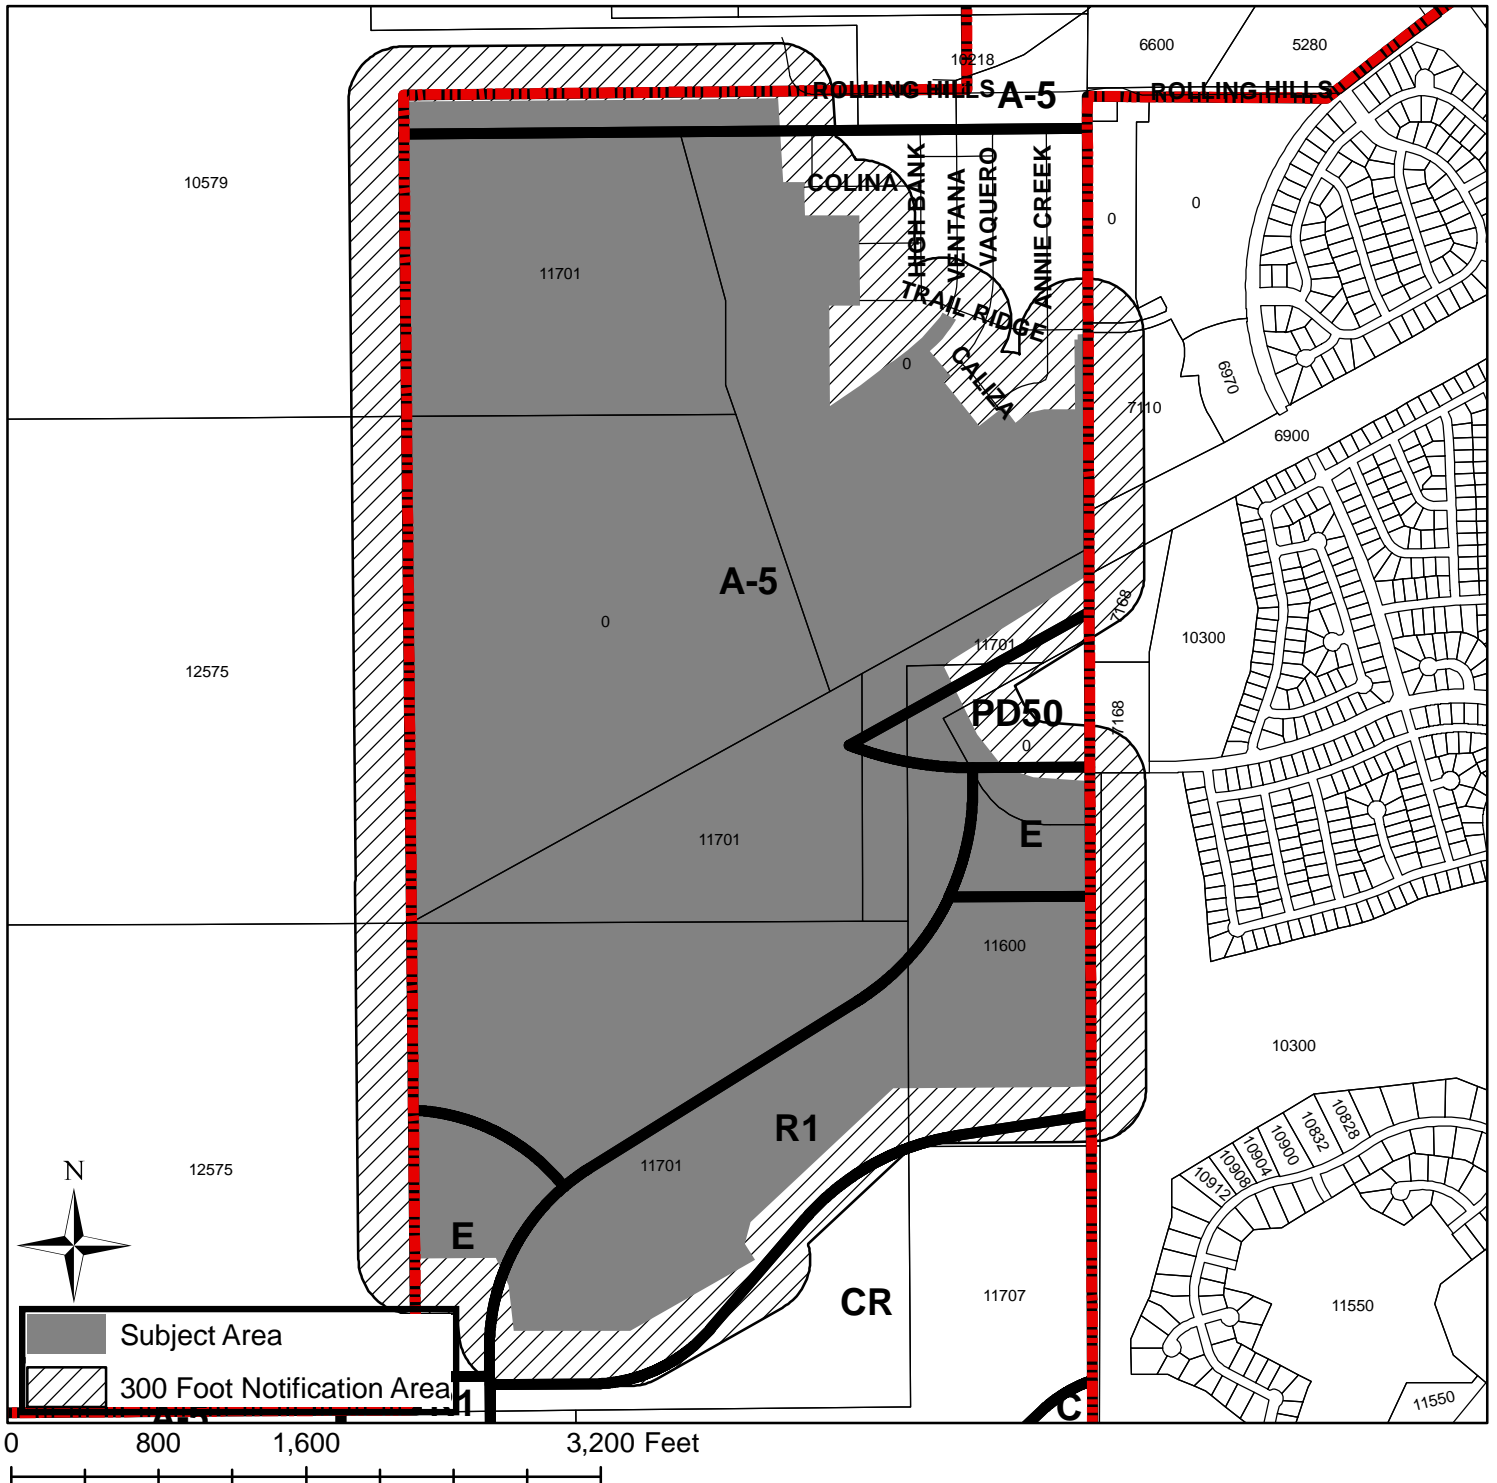 6600
5280
10218
ROLLING HILLS
A-5
ROLLING HILLS
10579
COLINA
HIGH BANK
VENTANA
VAQUERO
ANNIE CREEK
0
0
11701
TRAIL RIDGE
CALIZA
0
6970
7110
6900
A-5
0
7168
11701
10300
12575
PD50
0
7168
11701
E
11600
10300
R1
11701
12575
10828
10832
10900
10904
10908
10912
N
E
CR
11707
11550
Subject Area
300 Foot Notification Area
R1
A-5
C
11550
0
800
1,600
3,200 Feet